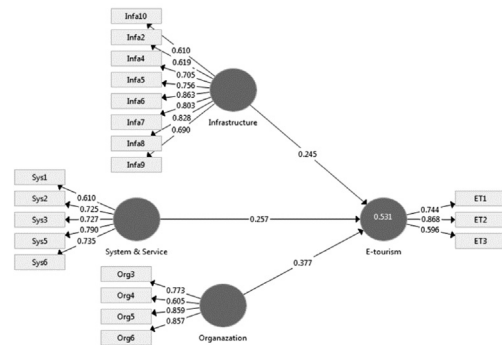 Infa10
Infa2
Infa4
Infa5
Infa6
Infa7
Infa8
Infa9
0.610
0.619
0.705
0.756
0.863
0.803
0.828
0.690
Infrastructure
0.245
Sys1
Sys2
Sys3
Sys5
Sys6
0.610
0.725
0.727
0.790
0.735
System & Service
0.257
0.531
E-tourism
0.744
0.868
0.596
ET1
ET2
ET3
0.377
Org3
Org4
Org5
Org6
0.773
0.605
0.859
0.857
Organazation